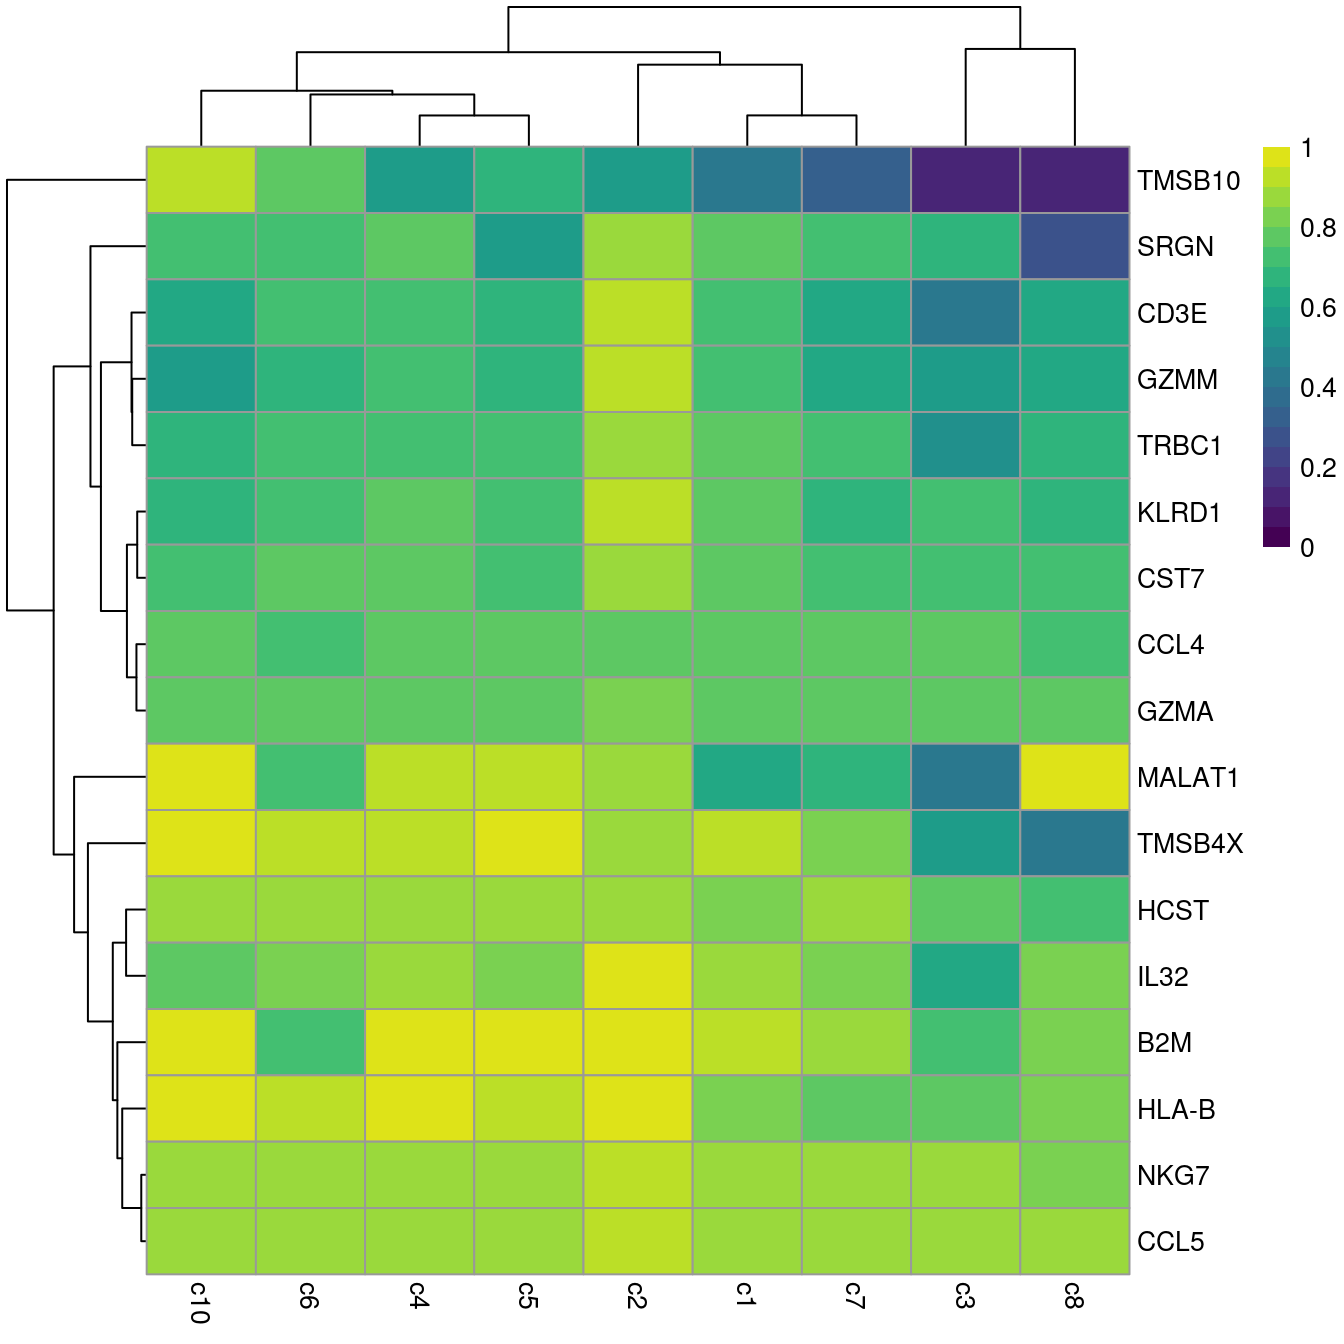 1
TMSB10
0.8
SRGN
0.6
CD3E
0.4
GZMM
TRBC1
0.2
KLRD1
0
CST7
CCL4
GZMA
MALAT1
TMSB4X
HCST
IL32
B2M
HLA-B
NKG7
CCL5
c10 c6 c4 c5 c2 c1 c7 c3 c8